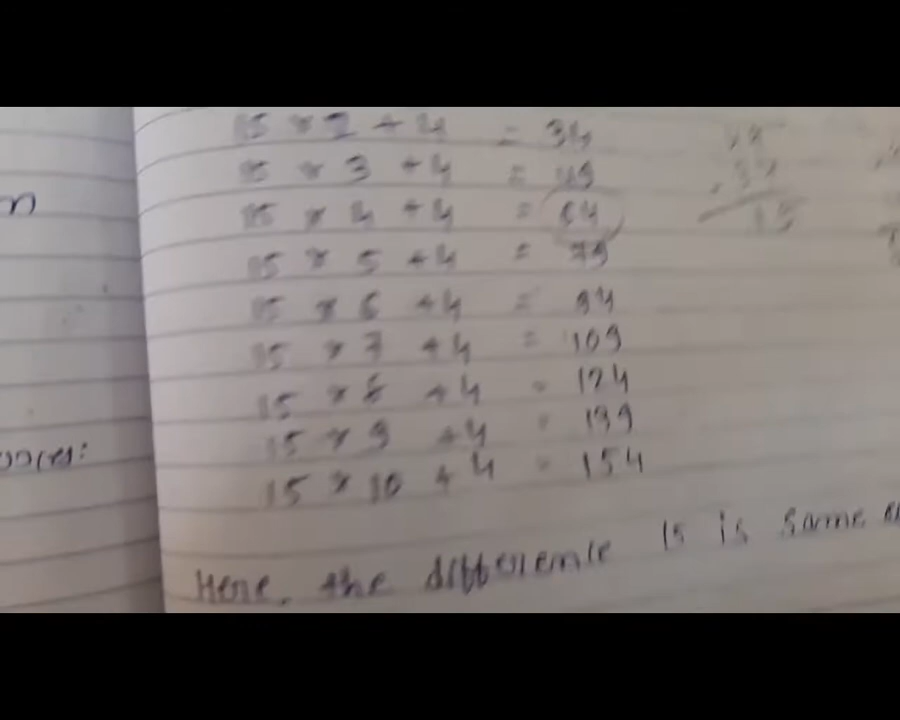 15 * 2 + 4 = 34
15 * 3 + 4 = 49
15 * 4 + 4 = 64
15 * 5 + 4 = 79
15 * 6 + 4 = 94
15 * 7 + 4 = 109
15 * 8 + 4 = 124
15 * 9 + 4 = 139
15 * 10 + 4 = 154
Here, the difference 15 is same